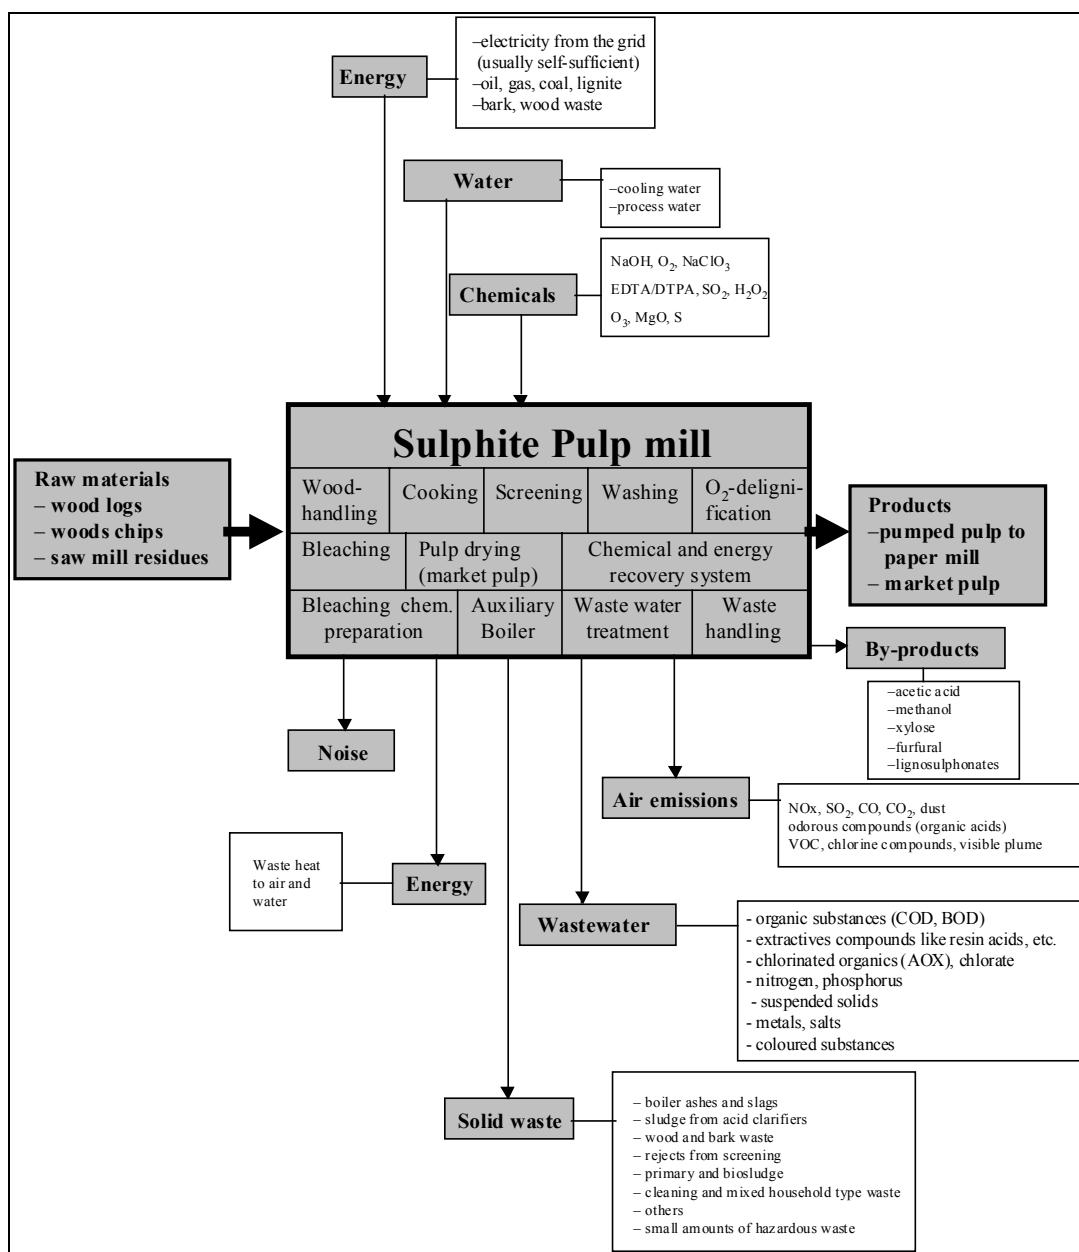 Energy
–electricity from the grid
(usually self-sufficient)
–oil, gas, coal, lignite
–bark, wood waste
Water
–cooling water
–process water
Chemicals
NaOH, O₂, NaClO₃
EDTA/DTPA, SO₂, H₂O₂
O₃, MgO, S
Raw materials
– wood logs
– woods chips
– saw mill residues
Sulphite Pulp mill
Wood-
handling
Cooking
Screening
Washing
O₂-deligni-
fication
Bleaching
Pulp drying
(market pulp)
Chemical and energy
recovery system
Bleaching chem.
preparation
Auxiliary
Boiler
Waste water
treatment
Waste
handling
Products
–pumped pulp to
paper mill
– market pulp
By-products
–acetic acid
–methanol
–xylose
–furfural
–lignosulphonates
Noise
Air emissions
NOx, SO₂, CO, CO₂, dust
odorous compounds (organic acids)
VOC, chlorine compounds, visible plume
Waste heat
to air and
water
Energy
Wastewater
- organic substances (COD, BOD)
- extractives compounds like resin acids, etc.
- chlorinated organics (AOX), chlorate
- nitrogen, phosphorus
- suspended solids
- metals, salts
- coloured substances
Solid waste
– boiler ashes and slags
– sludge from acid clarifiers
– wood and bark waste
– rejects from screening
– primary and biosludge
– cleaning and mixed household type waste
– others
– small amounts of hazardous waste